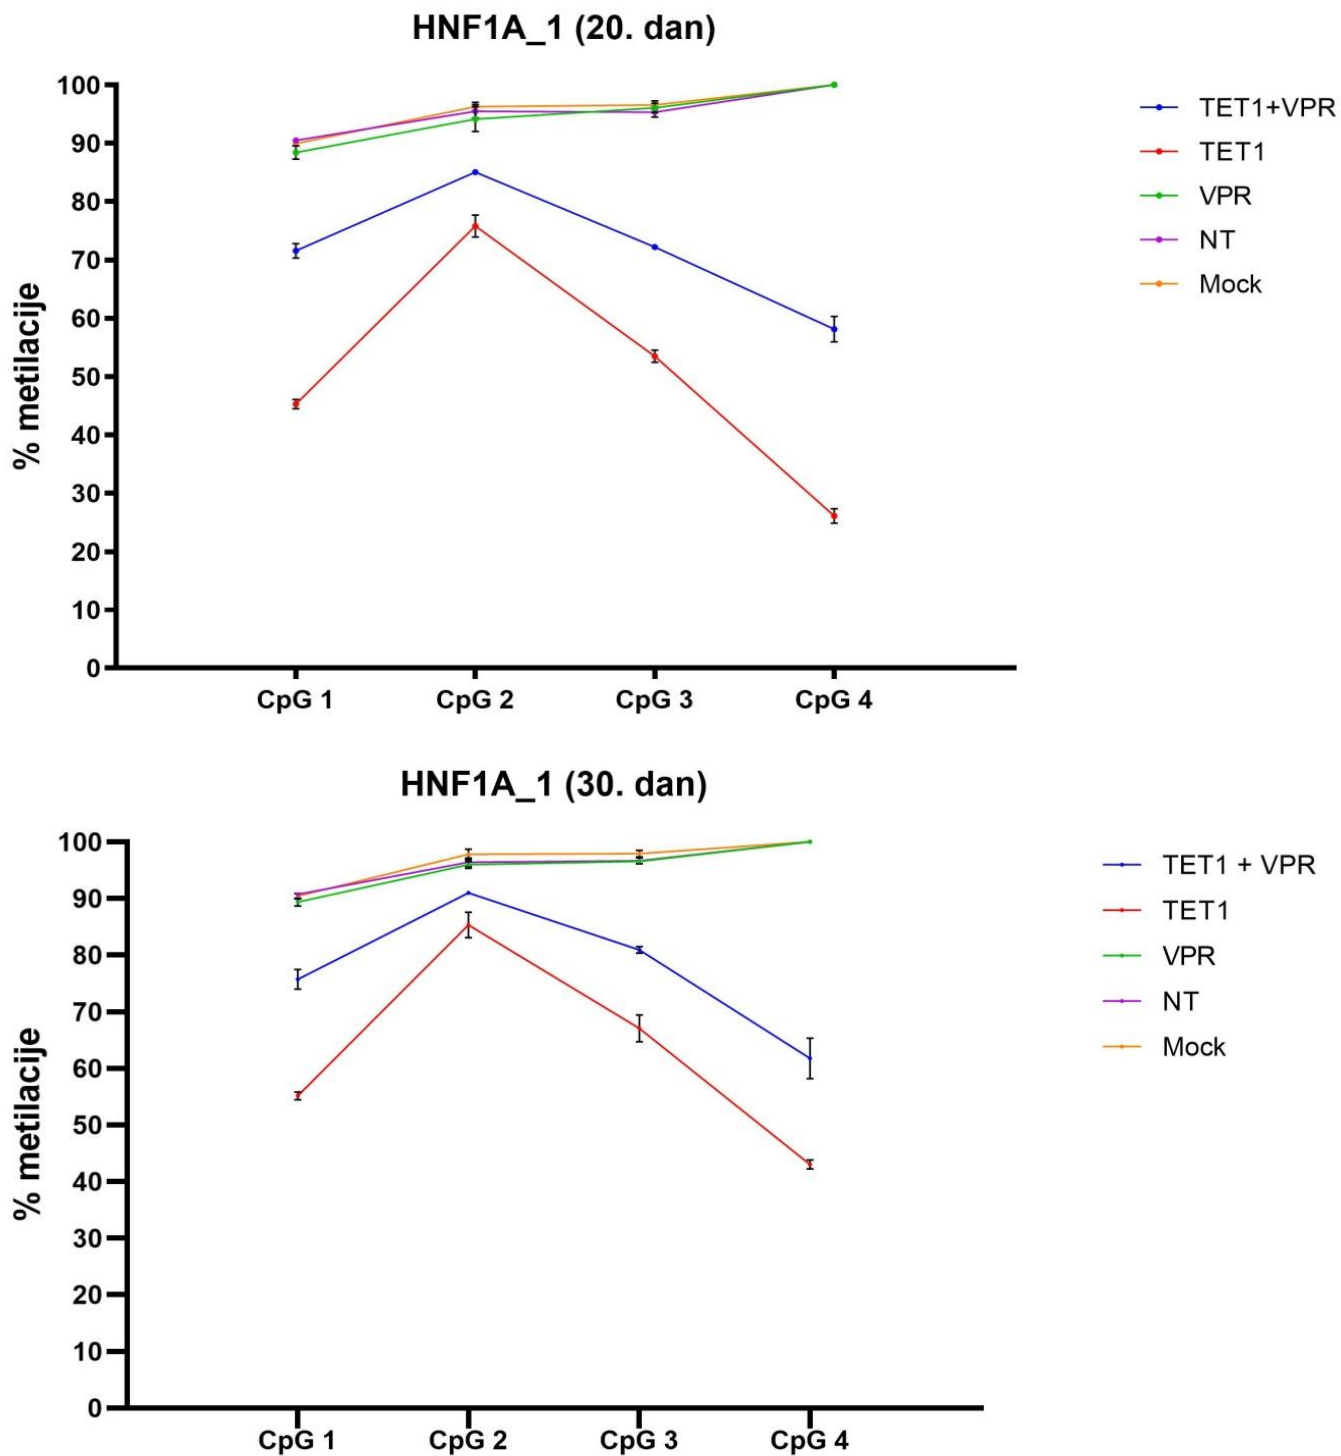 HNF1A_1 (20. dan)
% metilacije
100
90
80
70
60
50
40
30
20
10
0
CpG 1 CpG 2 CpG 3 CpG 4
TET1+VPR
TET1
VPR
NT
Mock
HNF1A_1 (30. dan)
% metilacije
100
90
80
70
60
50
40
30
20
10
0
CpG 1 CpG 2 CpG 3 CpG 4
TET1 + VPR
TET1
VPR
NT
Mock